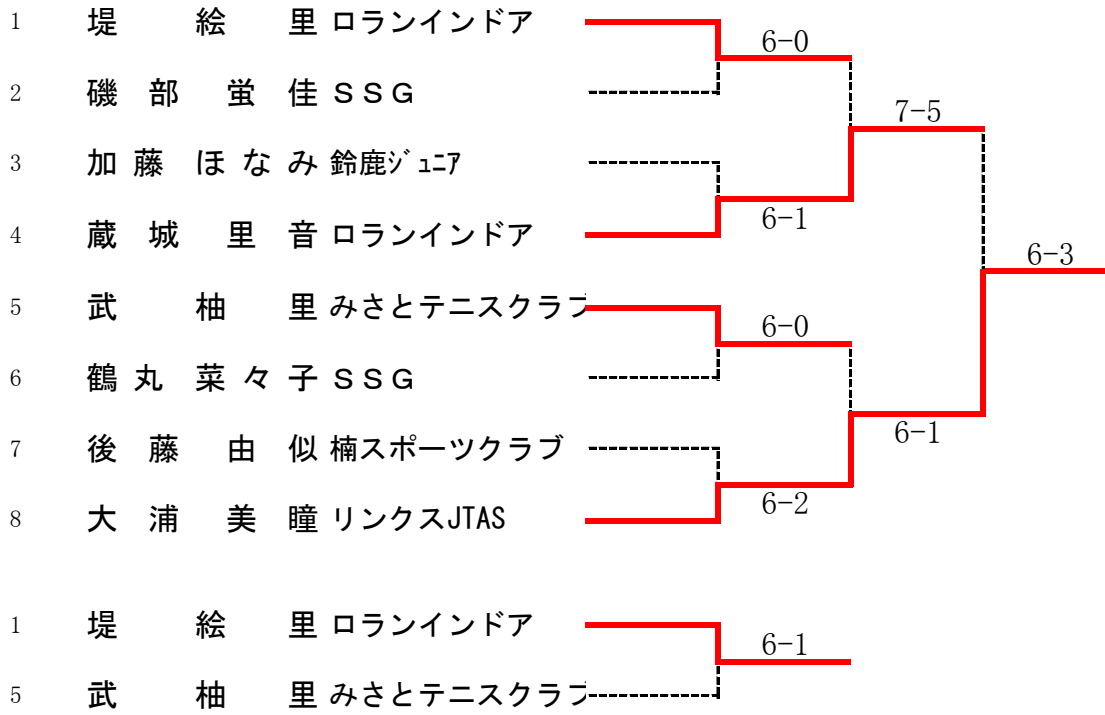 1 堤 絵 里 ロランインドア
6-0
2 磯 部 蛍 佳 ＳＳＧ
7-5
3 加 藤 ほ な み 鈴鹿ｼﾞｭﾆｱ
6-1
4 蔵 城 里 音 ロランインドア
6-3
5 武 柚 里 みさとテニスクラブ
6-0
6 鶴 丸 菜 々 子 ＳＳＧ
6-1
7 後 藤 由 似 楠スポーツクラブ
6-2
8 大 浦 美 瞳 リンクスJTAS
1 堤 絵 里 ロランインドア
6-1
5 武 柚 里 みさとテニスクラブ